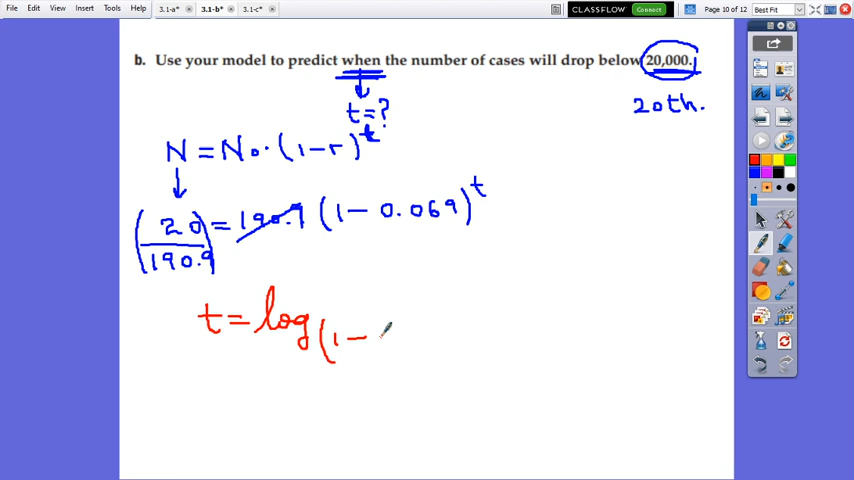 File Edit View Insert Tools Help 3.1-a* 3.1-b* 3.1-c* CLASSFLOW Connect Page 10 of 12 Best Fit
b. Use your model to predict when the number of cases will drop below 20,000.
t=?
20th.
N = No·(1-r)^t
20/190.9 = 190.9 (1-0.069)^t
t = log(1-